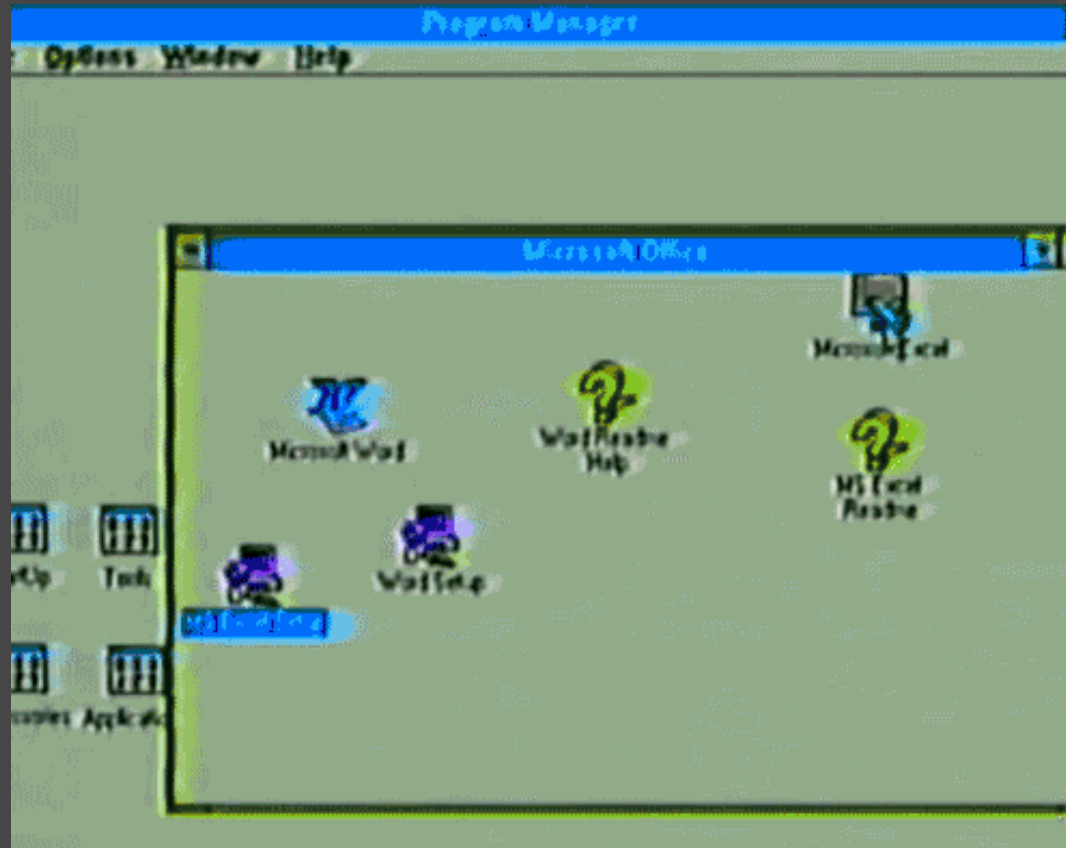 Program Manager
Options Window Help
Microsoft Office
Microsoft Excel
Microsoft Word
Word Readme
Help
MS Excel
Readme
Tools
Word Setup
Applicatio